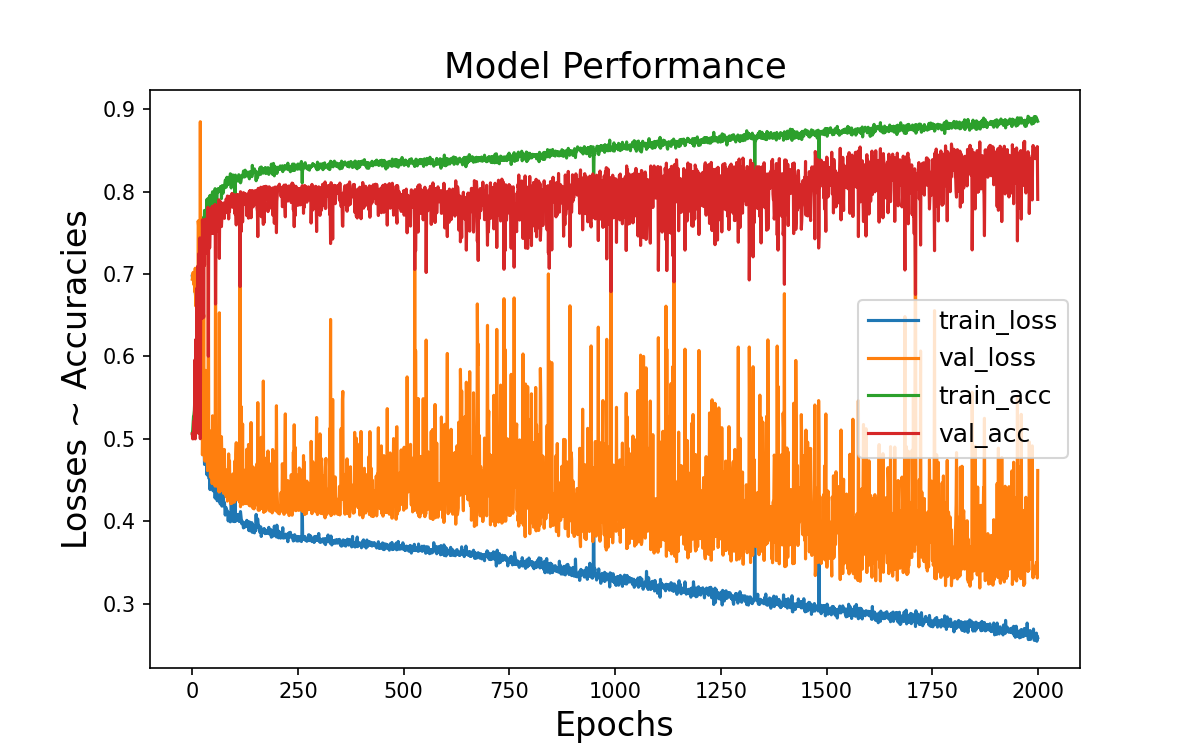 Model Performance
Losses ~ Accuracies
0.9
0.8
0.7
0.6
0.5
0.4
0.3
train_loss
val_loss
train_acc
val_acc
0 250 500 750 1000 1250 1500 1750 2000
Epochs